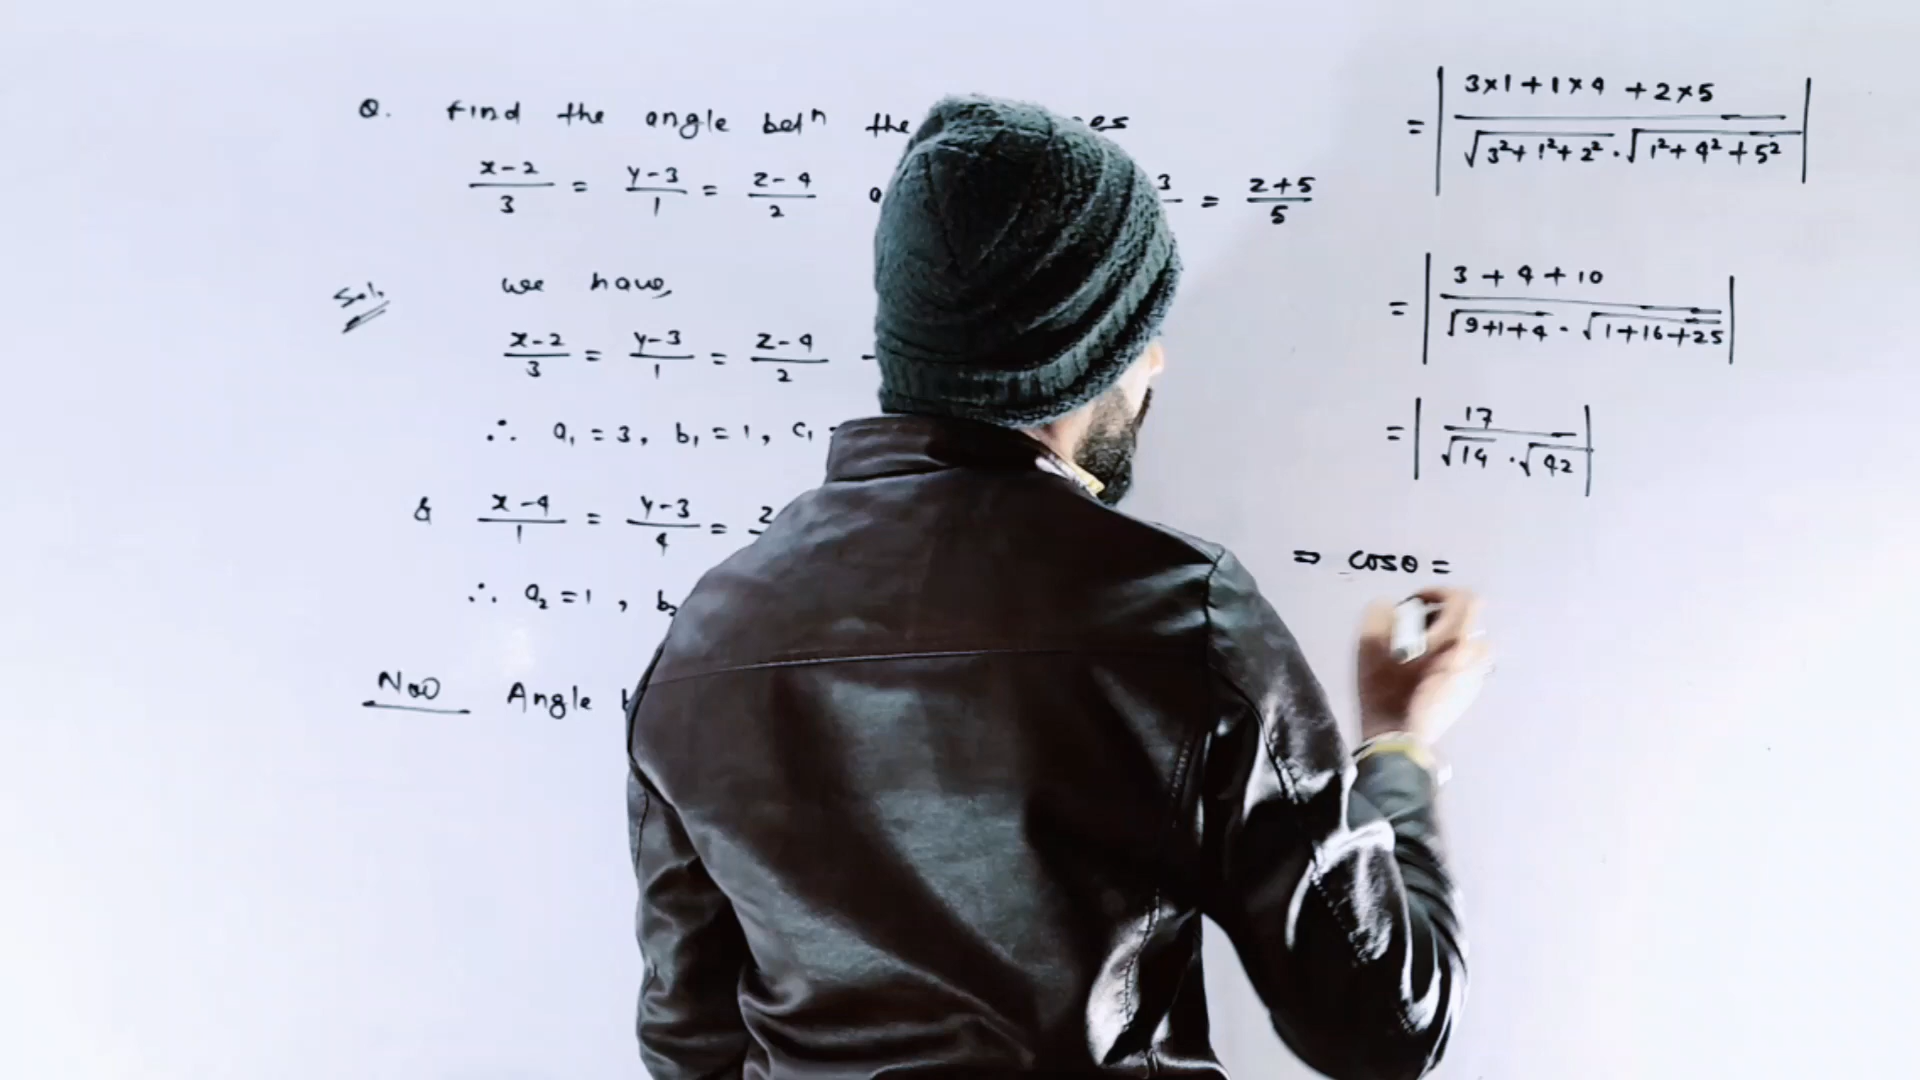 Q. Find the angle betn the
x-2/3 = y-3/1 = z-4/2 3 = z+5/5
Soln. we have,
x-2/3 = y-3/1 = z-4/2
∴ a₁ = 3, b₁ = 1, c₁
& x-4/1 = y-3/4 = z
∴ a₂ = 1, b₂
Now Angle
= | 3×1 + 1×4 + 2×5 / √3²+1²+2² . √1²+4²+5² |
= | 3 + 4 + 10 / √9+1+4 . √1+16+25 |
= | 17 / √14 . √42 |
⇒ cosθ =